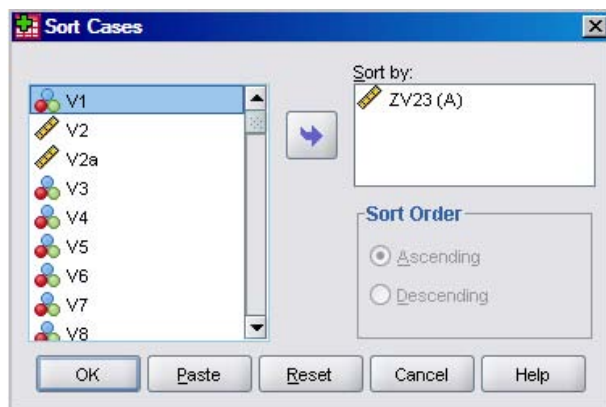 Sort Cases
V1
V2
V2a
V3
V4
V5
V6
V7
V8
Sort by:
ZV23 (A)
Sort Order
Ascending
Descending
OK
Paste
Reset
Cancel
Help